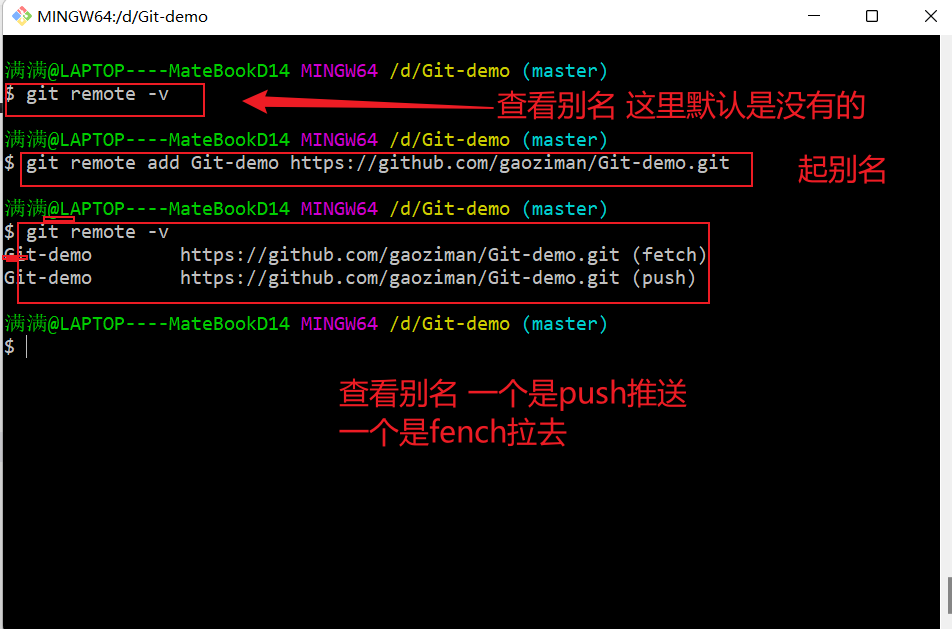 MINGW64:/d/Git-demo
满满@LAPTOP----MateBookD14 MINGW64 /d/Git-demo (master)
$ git remote -v
查看别名 这里默认是没有的
满满@LAPTOP----MateBookD14 MINGW64 /d/Git-demo (master)
$ git remote add Git-demo https://github.com/gaoziman/Git-demo.git
起别名
满满@LAPTOP----MateBookD14 MINGW64 /d/Git-demo (master)
$ git remote -v
Git-demo        https://github.com/gaoziman/Git-demo.git (fetch)
Git-demo        https://github.com/gaoziman/Git-demo.git (push)
满满@LAPTOP----MateBookD14 MINGW64 /d/Git-demo (master)
$
查看别名 一个是push推送
一个是fench拉去